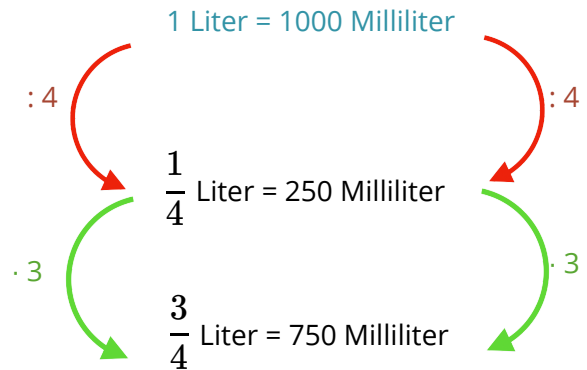 1 Liter = 1000 Milliliter
: 4 : 4
1/4 Liter = 250 Milliliter
· 3 · 3
3/4 Liter = 750 Milliliter